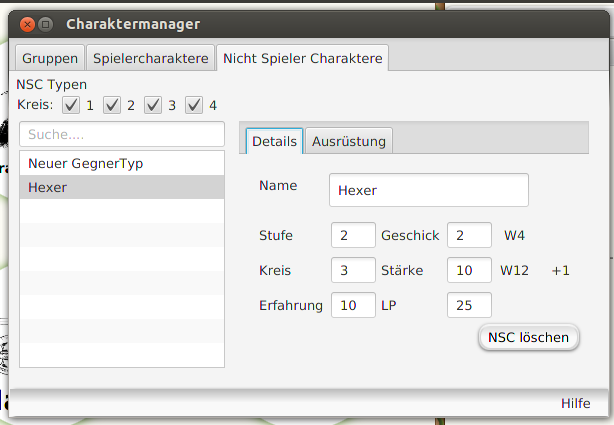 Charaktermanager
Gruppen Spielercharaktere Nicht Spieler Charaktere
NSC Typen
Kreis: 1 2 3 4
Suche....
Neuer GegnerTyp
Hexer
Details Ausrüstung
Name Hexer
Stufe 2 Geschick 2 W4
Kreis 3 Stärke 10 W12 +1
Erfahrung 10 LP 25
NSC löschen
Hilfe